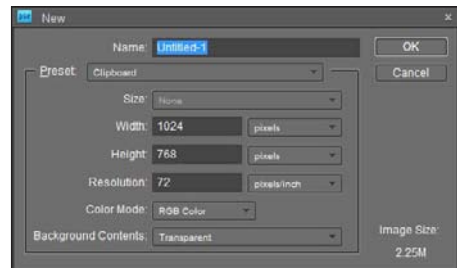 New
Name: Untitled-1
OK
Preset: Clipboard
Cancel
Size: None
Width: 1024 pixels
Height: 768 pixels
Resolution: 72 pixels/inch
Color Mode: RGB Color
Background Contents: Transparent
Image Size:
2.25M